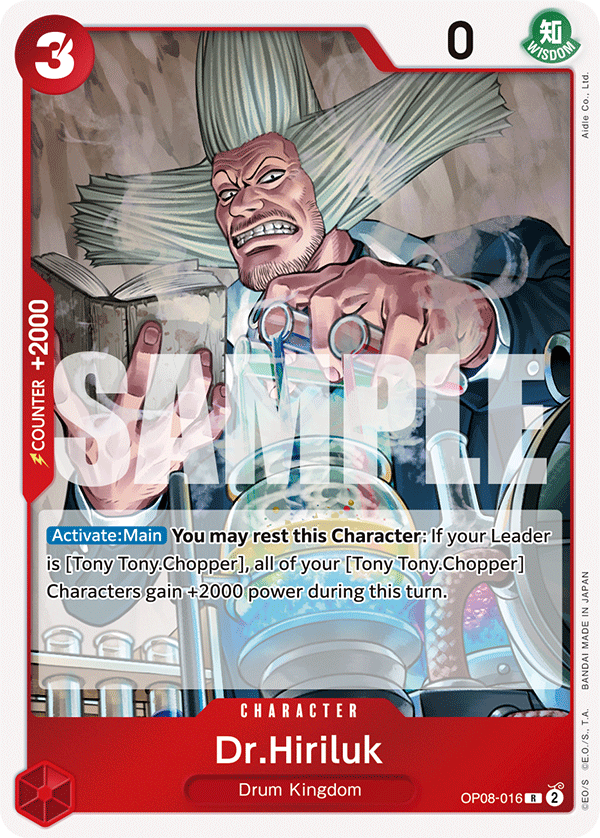 3
0
知
WISDOM
Aidle Co., Ltd.
COUNTER +2000
SAMPLE
Activate:Main You may rest this Character: If your Leader
is [Tony Tony.Chopper], all of your [Tony Tony.Chopper]
Characters gain +2000 power during this turn.
CHARACTER
Dr.Hiriluk
Drum Kingdom
OP08-016 R 2
©E.O/S ©E.O./S., T.A. BANDAI MADE IN JAPAN